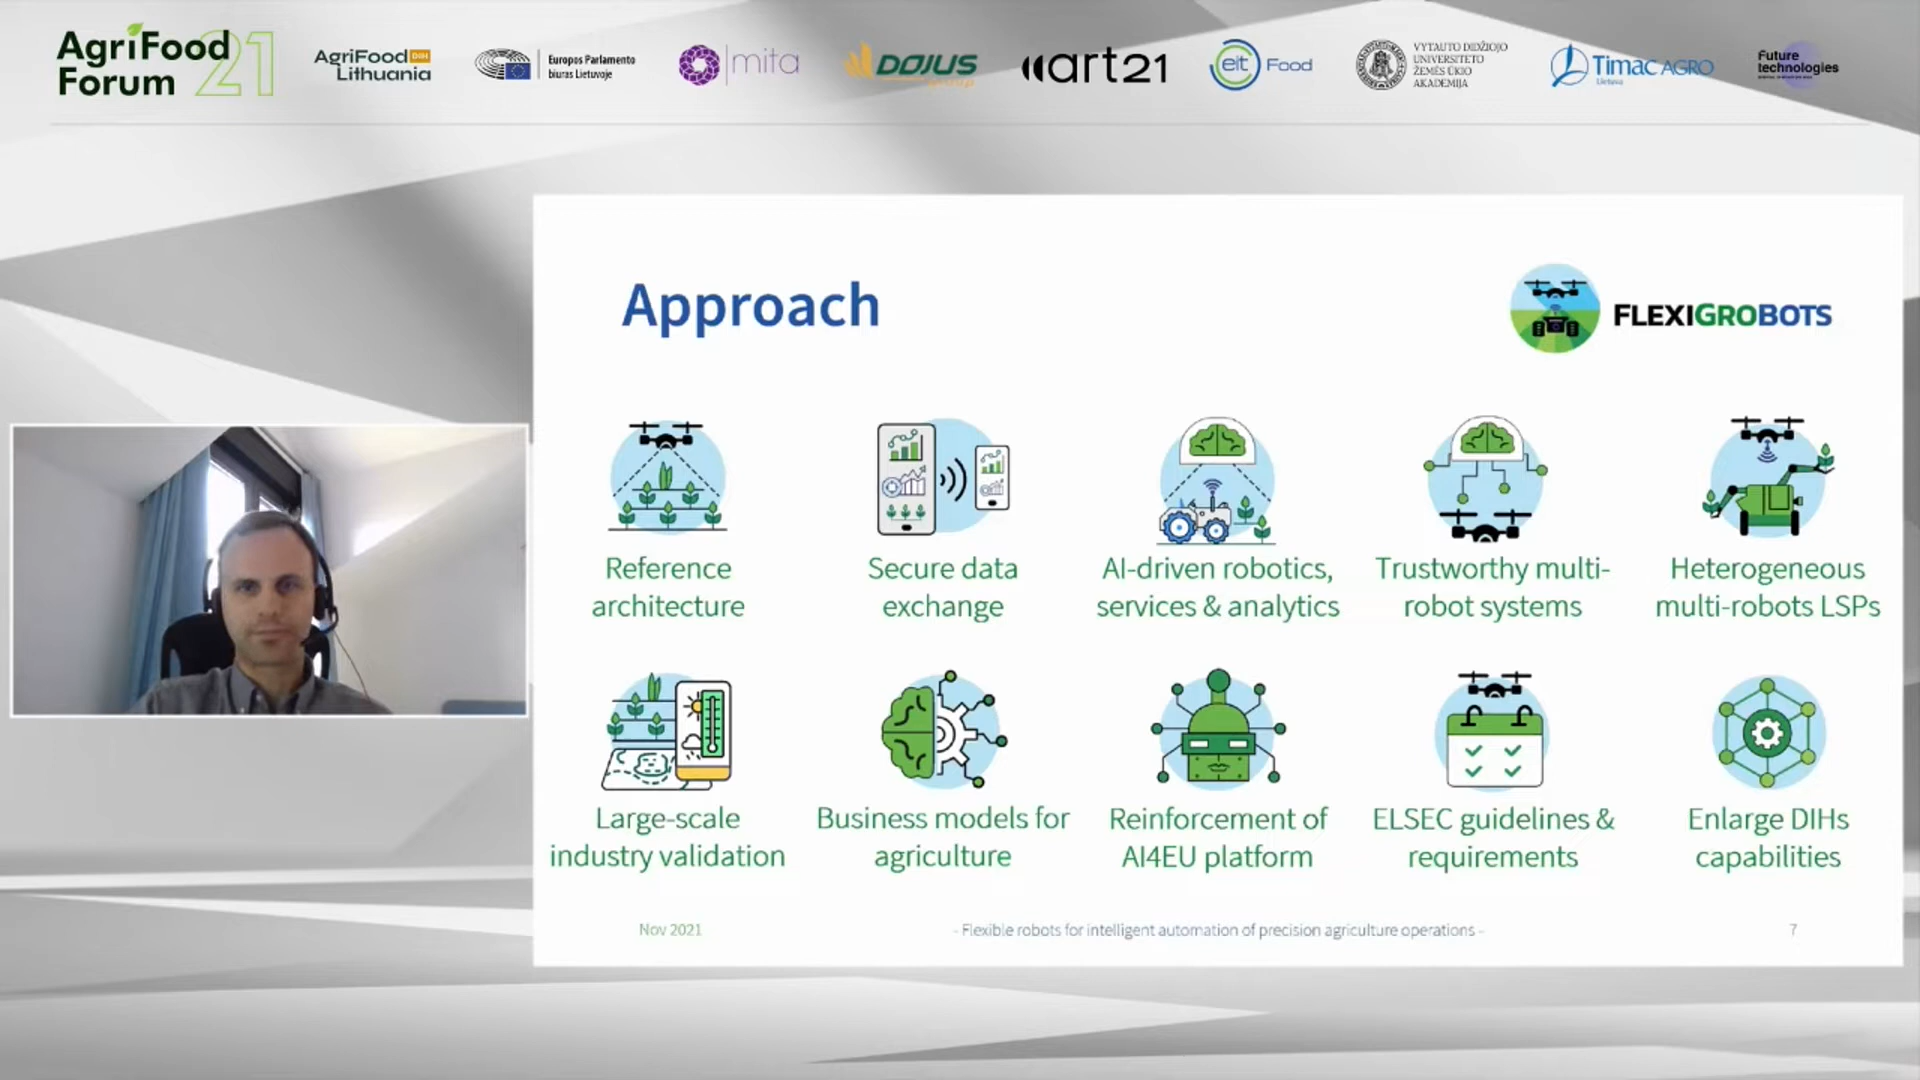 AgriFood
Forum 21
AgriFood DIH
Lithuania
Europos Parlamento
biuras Lietuvoje
mita
DOJUS
group
art21
eit Food
VYTAUTO DIDŽIOJO
UNIVERSITETO
ŽEMĖS ŪKIO
AKADEMIJA
Timac AGRO
Lietuva
Future
technologies
Approach
FLEXIGROBOTS
Reference
architecture
Secure data
exchange
AI-driven robotics,
services & analytics
Trustworthy multi-
robot systems
Heterogeneous
multi-robots LSPs
Large-scale
industry validation
Business models for
agriculture
Reinforcement of
AI4EU platform
ELSEC guidelines &
requirements
Enlarge DIHs
capabilities
Nov 2021
- Flexible robots for intelligent automation of precision agriculture operations -
7